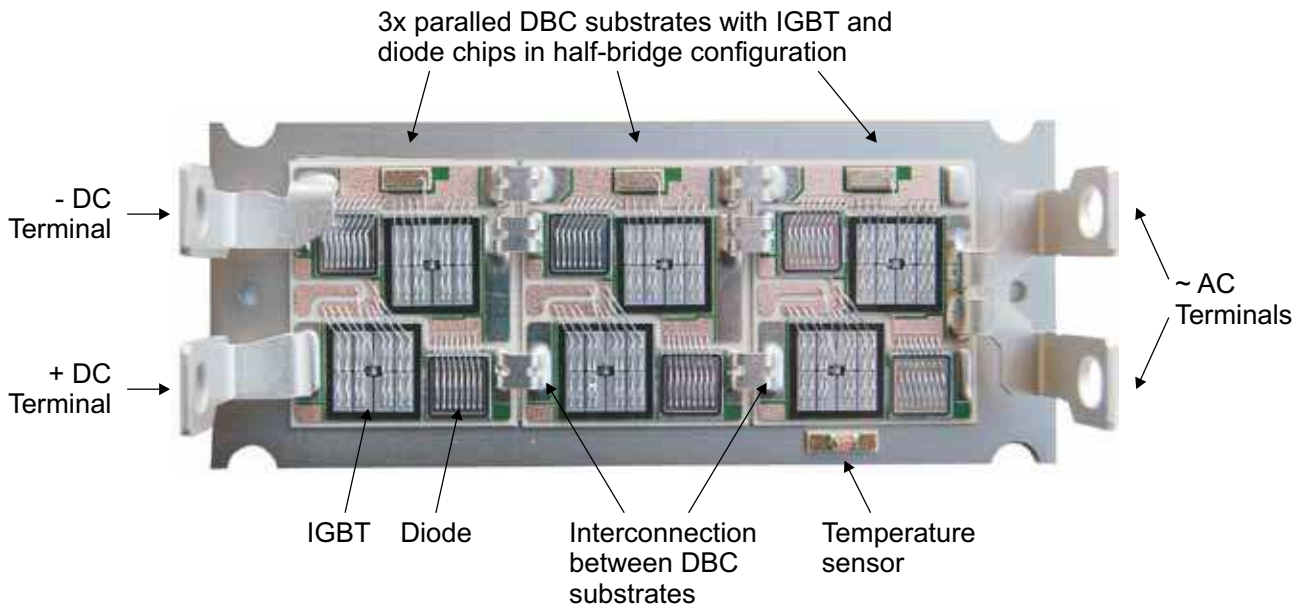 3x paralled DBC substrates with IGBT and
diode chips in half-bridge configuration
- DC
Terminal
+ DC
Terminal
~ AC
Terminals
IGBT
Diode
Interconnection
between DBC
substrates
Temperature
sensor